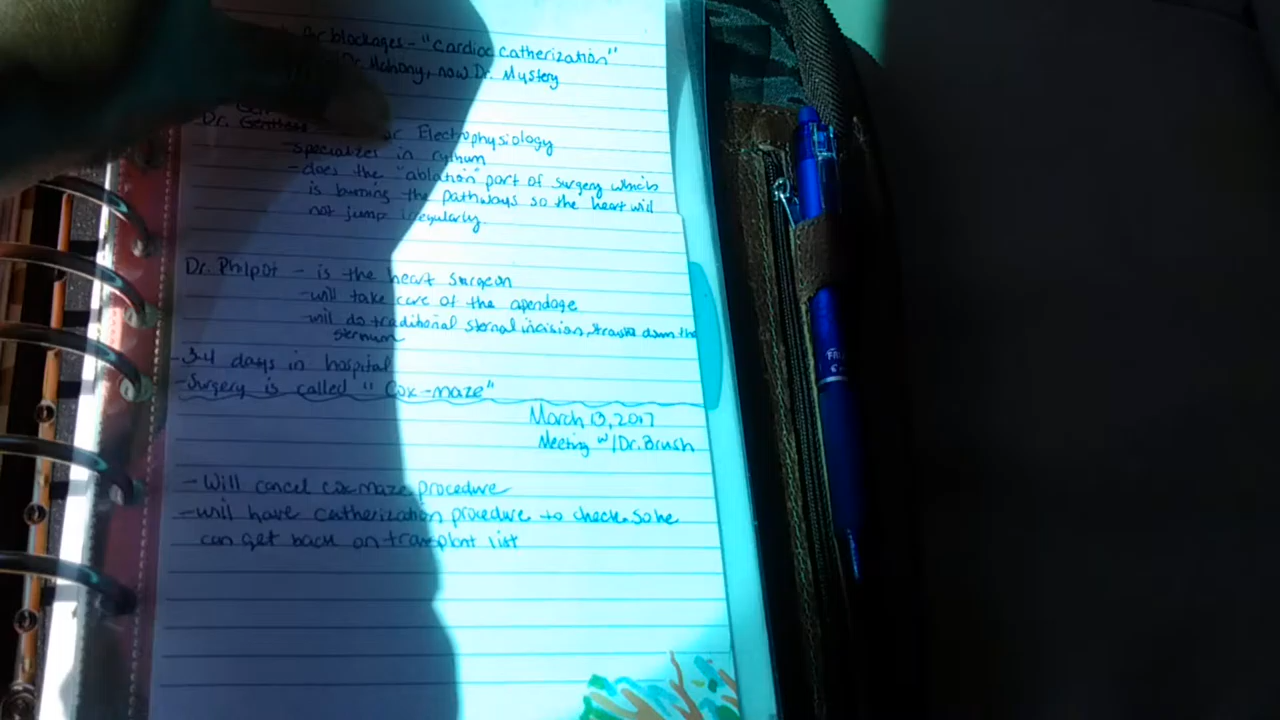 blockages - "Cardiac Catherization"
Dr. Mchany, now Dr. Mystery
Dr.
Electrophysiology
- specializes in rythum
- does the "ablation" part of surgery which
is burning the pathways so the heart will
not jump irregularly.
Dr. Philpot - is the heart surgeon
- will take care of the apendage
- will do traditional sternal incision, down the
sternum
- 3-4 days in hospital
- Surgery is called "Cox-maze"
March 13, 2017
Meeting w/Dr. Brush
- Will cancel cox maze procedure
- will have catherization procedure to check so he
can get back on transplant list